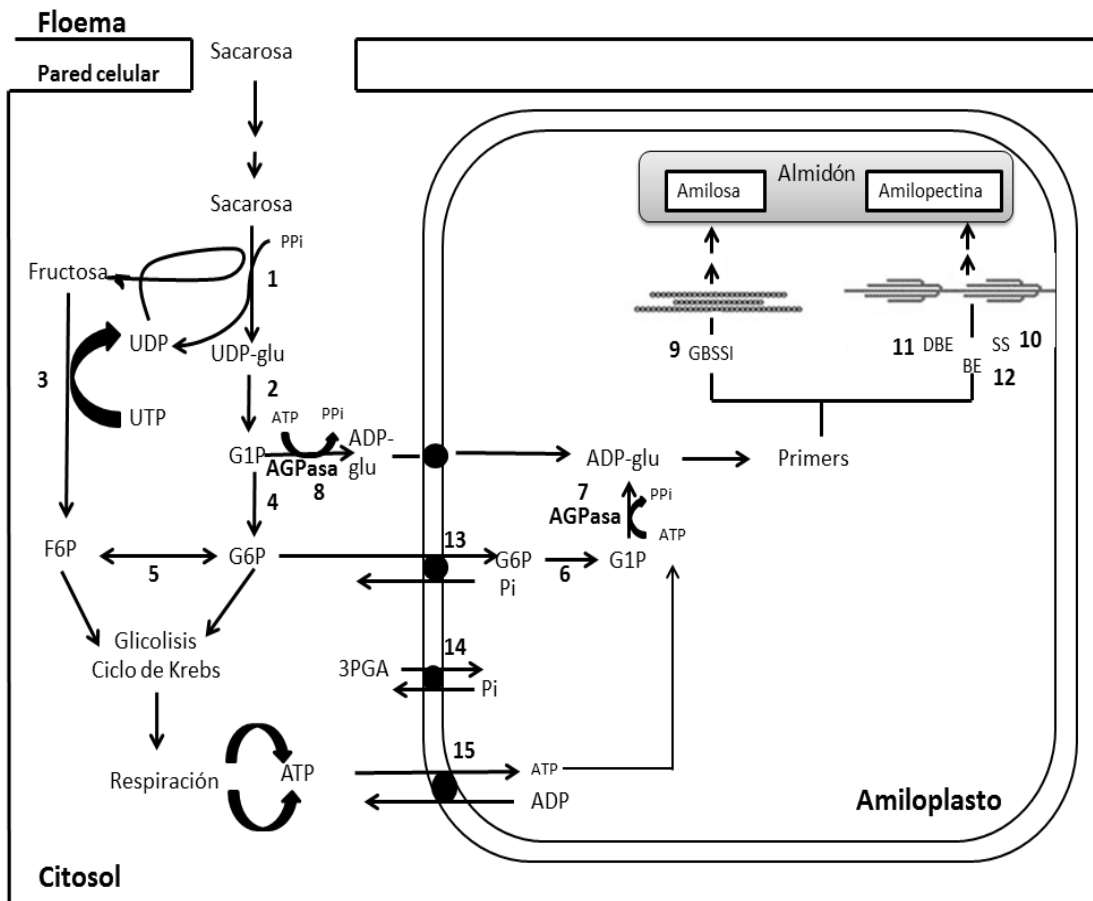 Floema
Pared celular
Sacarosa
Sacarosa
PPi
1
Fructosa
UDP
UDP-glu
3
UTP
2
ATP
PPi
G1P
ADP-
glu
AGPasa
8
4
F6P
5
G6P
Glicolisis
Ciclo de Krebs
Respiración
ATP
Citosol
13
G6P
Pi
6
G1P
14
3PGA
Pi
15
ATP
ADP
ADP-glu
7
AGPasa
PPi
ATP
Primers
Almidón
Amilosa
Amilopectina
9 GBSSI
11 DBE
SS 10
BE
12
Amiloplasto